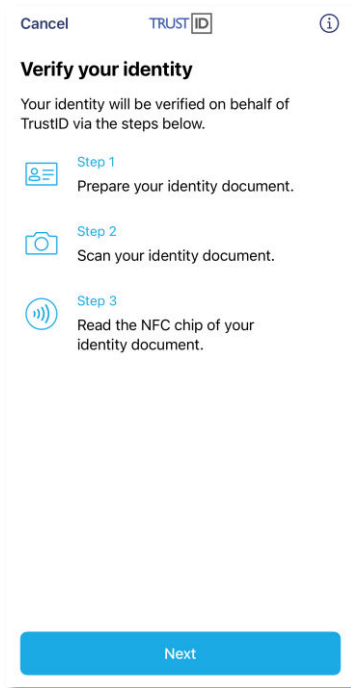 Cancel
TRUST ID
i
Verify your identity
Your identity will be verified on behalf of
TrustID via the steps below.
Step 1
Prepare your identity document.
Step 2
Scan your identity document.
Step 3
Read the NFC chip of your
identity document.
Next